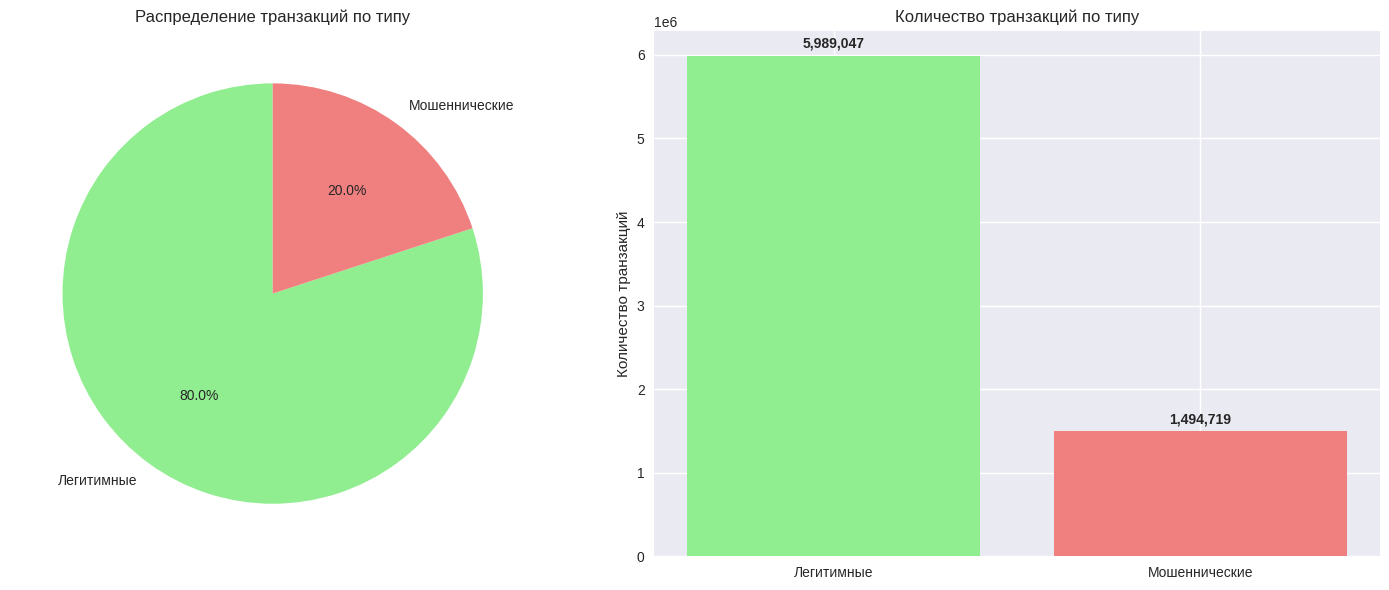 Распределение транзакций по типу
Мошеннические
20.0%
80.0%
Легитимные
Количество транзакций по типу
1e6
5,989,047
6
5
4
3
2
1
0
Количество транзакций
1,494,719
Легитимные
Мошеннические